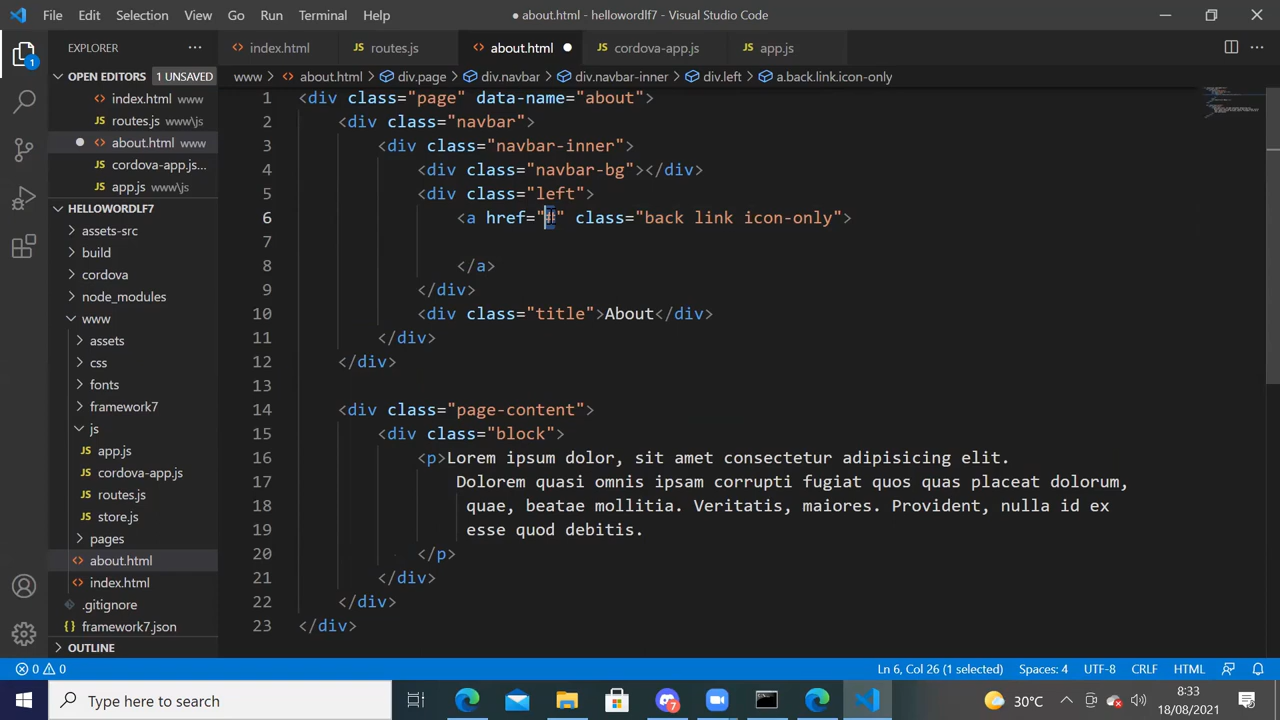 File Edit Selection View Go Run Terminal Help
● about.html - hellowordlf7 - Visual Studio Code
EXPLORER ···
index.html routes.js about.html cordova-app.js app.js
OPEN EDITORS 1 UNSAVED
www > about.html > div.page > div.navbar > div.navbar-inner > div.left > a.back.link.icon-only
index.html www
routes.js www\js
about.html www
cordova-app.js...
app.js www\js
HELLOWORDLF7
assets-src
build
cordova
node_modules
www
assets
css
fonts
framework7
js
app.js
cordova-app.js
routes.js
store.js
pages
about.html
index.html
.gitignore
framework7.json
OUTLINE
1 <div class="page" data-name="about">
2 <div class="navbar">
3 <div class="navbar-inner">
4 <div class="navbar-bg"></div>
5 <div class="left">
6 <a href="#" class="back link icon-only">
7
8 </a>
9 </div>
10 <div class="title">About</div>
11 </div>
12 </div>
13
14 <div class="page-content">
15 <div class="block">
16 <p>Lorem ipsum dolor, sit amet consectetur adipisicing elit.
17 Dolorem quasi omnis ipsam corrupti fugiat quos quas placeat dolorum,
18 quae, beatae mollitia. Veritatis, maiores. Provident, nulla id ex
19 esse quod debitis.
20 </p>
21 </div>
22 </div>
23 </div>
0 0 Ln 6, Col 26 (1 selected) Spaces: 4 UTF-8 CRLF HTML
Type here to search 7 30°C 8:33
18/08/2021
1